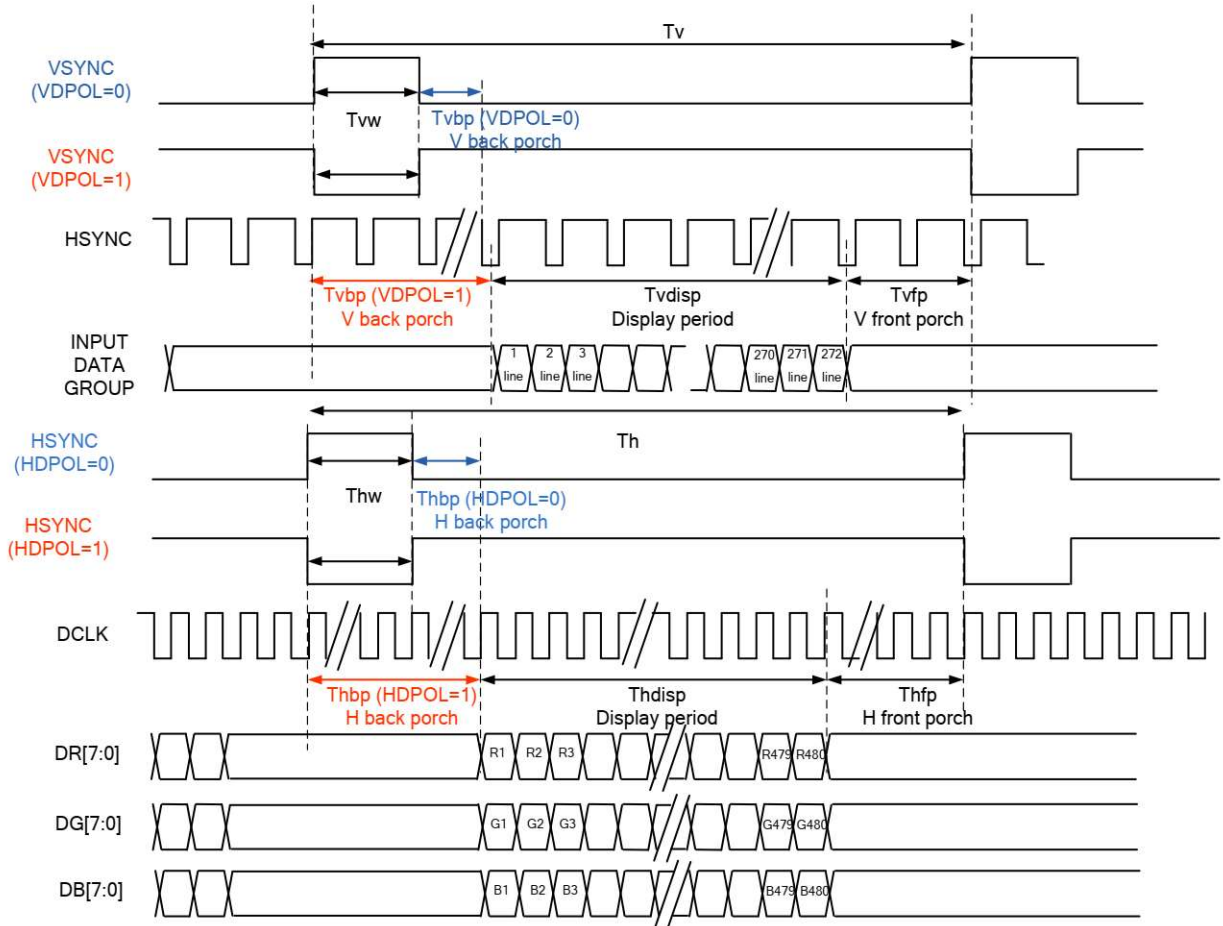 Tv
VSYNC
(VDPOL=0)
Tvw
Tvbp (VDPOL=0)
V back porch
VSYNC
(VDPOL=1)
HSYNC
Tvbp (VDPOL=1)
V back porch
Tvdisp
Display period
Tvfp
V front porch
INPUT
DATA
GROUP
1 2 3 270 271 272
line line line line line line
Th
HSYNC
(HDPOL=0)
Thw
Thbp (HDPOL=0)
H back porch
HSYNC
(HDPOL=1)
DCLK
Thbp (HDPOL=1)
H back porch
Thdisp
Display period
Thfp
H front porch
DR[7:0] R1 R2 R3 R479 R480
DG[7:0] G1 G2 G3 G479 G480
DB[7:0] B1 B2 B3 B479 B480